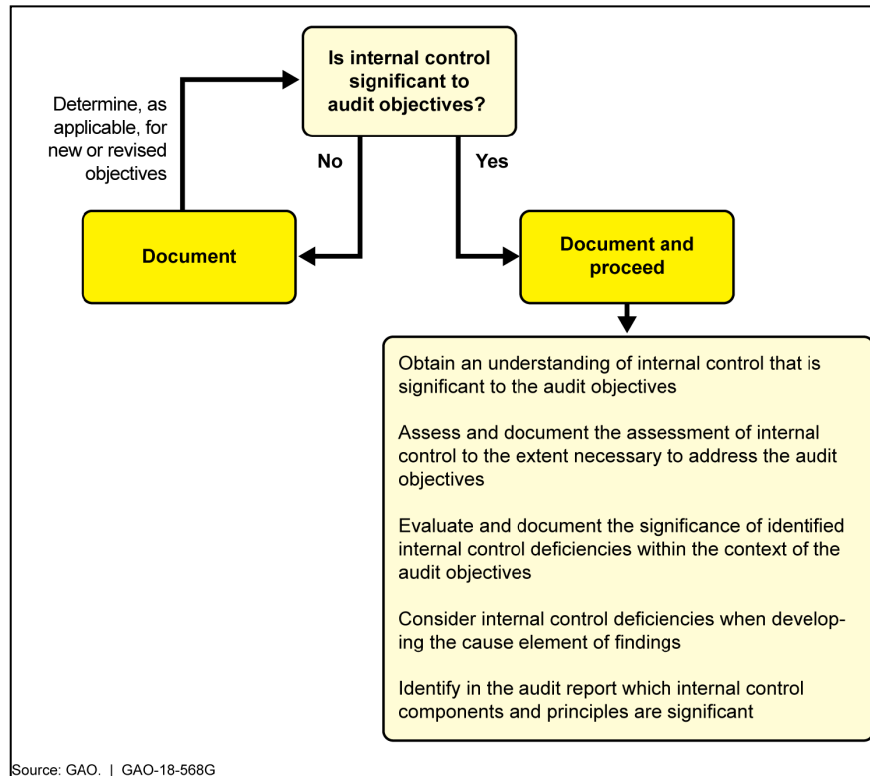 Is internal control
significant to
audit objectives?
Determine, as
applicable, for
new or revised
objectives
No
Yes
Document
Document and
proceed
Obtain an understanding of internal control that is
significant to the audit objectives
Assess and document the assessment of internal
control to the extent necessary to address the audit
objectives
Evaluate and document the significance of identified
internal control deficiencies within the context of the
audit objectives
Consider internal control deficiencies when develop-
ing the cause element of findings
Identify in the audit report which internal control
components and principles are significant
Source: GAO. | GAO-18-568G